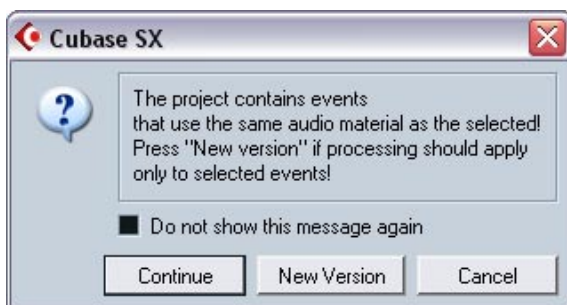 Cubase SX
The project contains events
that use the same audio material as the selected!
Press "New version" if processing should apply
only to selected events!
Do not show this message again
Continue
New Version
Cancel